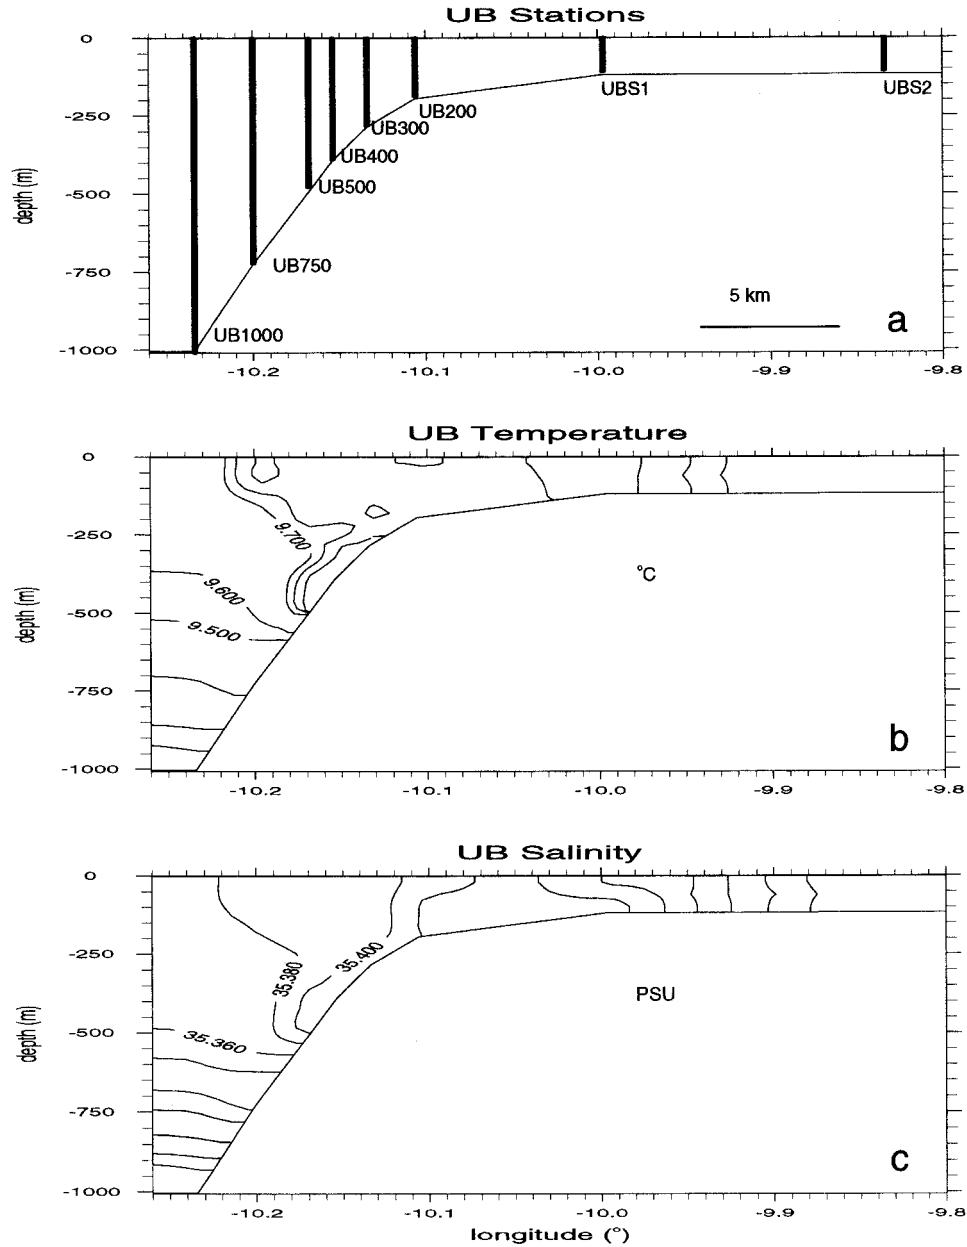 UB Stations
0
-250
-500
-750
-1000
depth (m)
UBS1
UBS2
UB200
UB300
UB400
UB500
UB750
UB1000
5 km
a
-10.2
-10.1
-10.0
-9.9
-9.8
UB Temperature
0
-250
-500
-750
-1000
depth (m)
9.700
9.600
9.500
°C
b
-10.2
-10.1
-10.0
-9.9
-9.8
UB Salinity
0
-250
-500
-750
-1000
depth (m)
35.400
35.380
35.360
PSU
c
-10.2
-10.1
-10.0
-9.9
-9.8
longitude (°)